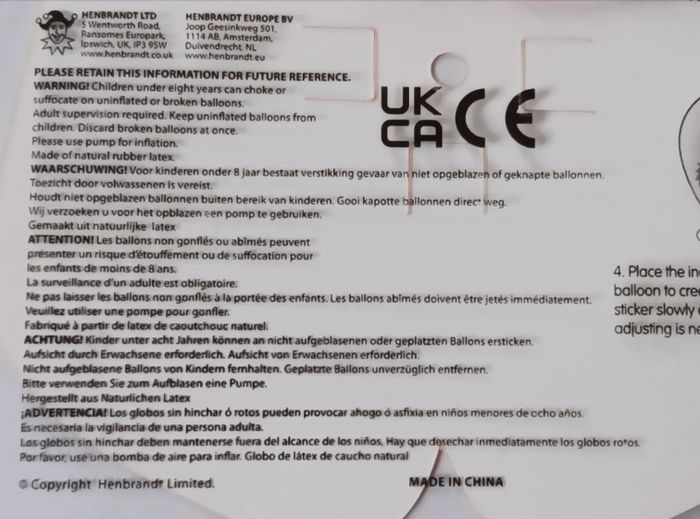 HENBRANDT LTD
5 Wentworth Road,
Ransomes Europark,
Ipswich, UK, IP3 9SW
www.henbrandt.co.uk
HENBRANDT EUROPE BV
Joop Geesinkweg 501,
1114 AB, Amsterdam,
Duivendrecht, NL
www.henbrandt.eu
PLEASE RETAIN THIS INFORMATION FOR FUTURE REFERENCE.
WARNING! Children under eight years can choke or
suffocate on uninflated or broken balloons.
Adult supervision required. Keep uninflated balloons from
children. Discard broken balloons at once.
Please use pump for inflation.
Made of natural rubber latex.
UK
CA CE
WAARSCHUWING! Voor kinderen onder 8 jaar bestaat verstikking gevaar van niet opgeblazen of geknapte ballonnen.
Toezicht door volwassenen is vereist.
Houdt niet opgeblazen ballonnen buiten bereik van kinderen. Gooi kapotte ballonnen direct weg.
Wij verzoeken u voor het opblazen een pomp te gebruiken.
Gemaakt uit natuurlijke latex
ATTENTION! Les ballons non gonflés ou abîmés peuvent
présenter un risque d'étouffement ou de suffocation pour
les enfants de moins de 8 ans.
La surveillance d'un adulte est obligatoire.
Ne pas laisser les ballons non gonflés à la portée des enfants. Les ballons abîmés doivent être jetés immédiatement.
Veuillez utiliser une pompe pour gonfler.
Fabriqué à partir de latex de caoutchouc naturel.
ACHTUNG! Kinder unter acht Jahren können an nicht aufgeblasenen oder geplatzten Ballons ersticken.
Aufsicht durch Erwachsene erforderlich. Aufsicht von Erwachsenen erforderlich.
Nicht aufgeblasene Ballons von Kindern fernhalten. Geplatzte Ballons unverzüglich entfernen.
Bitte verwenden Sie zum Aufblasen eine Pumpe.
Hergestellt aus Naturlichen Latex
¡ADVERTENCIA! Los globos sin hinchar ó rotos pueden provocar ahogo ó asfixia en niños menores de ocho años.
Es necesaria la vigilancia de una persona adulta.
Los globos sin hinchar deben mantenerse fuera del alcance de los niños, Hay que desechar inmediatamente los globos rotos.
Por favor, use una bomba de aire para inflar. Globo de látex de caucho natural
© Copyright Henbrandt Limited.
MADE IN CHINA
4. Place the
balloon to
sticker slowly
adjusting is